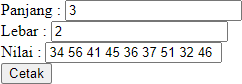 Panjang : 3
Lebar : 2
Nilai : 34 56 41 45 36 37 51 32 46
Cetak